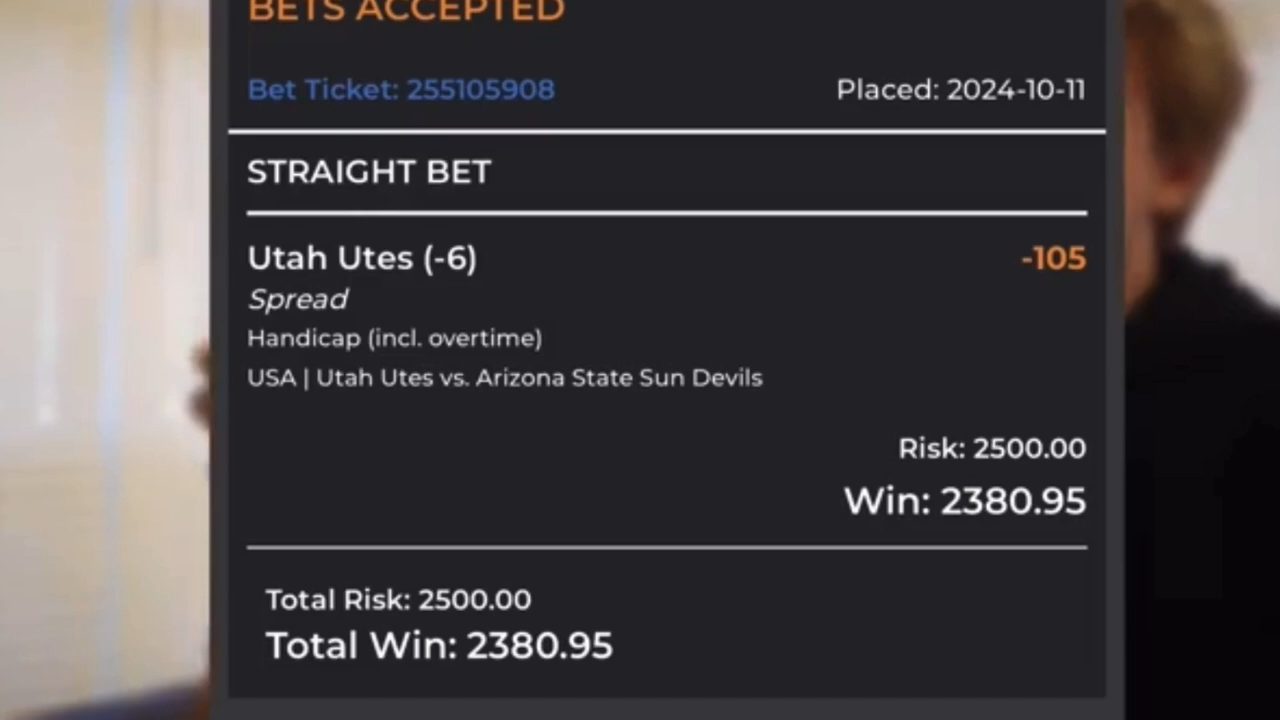 BETS ACCEPTED
Bet Ticket: 255105908 Placed: 2024-10-11
STRAIGHT BET
Utah Utes (-6) -105
Spread
Handicap (incl. overtime)
USA | Utah Utes vs. Arizona State Sun Devils
Risk: 2500.00
Win: 2380.95
Total Risk: 2500.00
Total Win: 2380.95